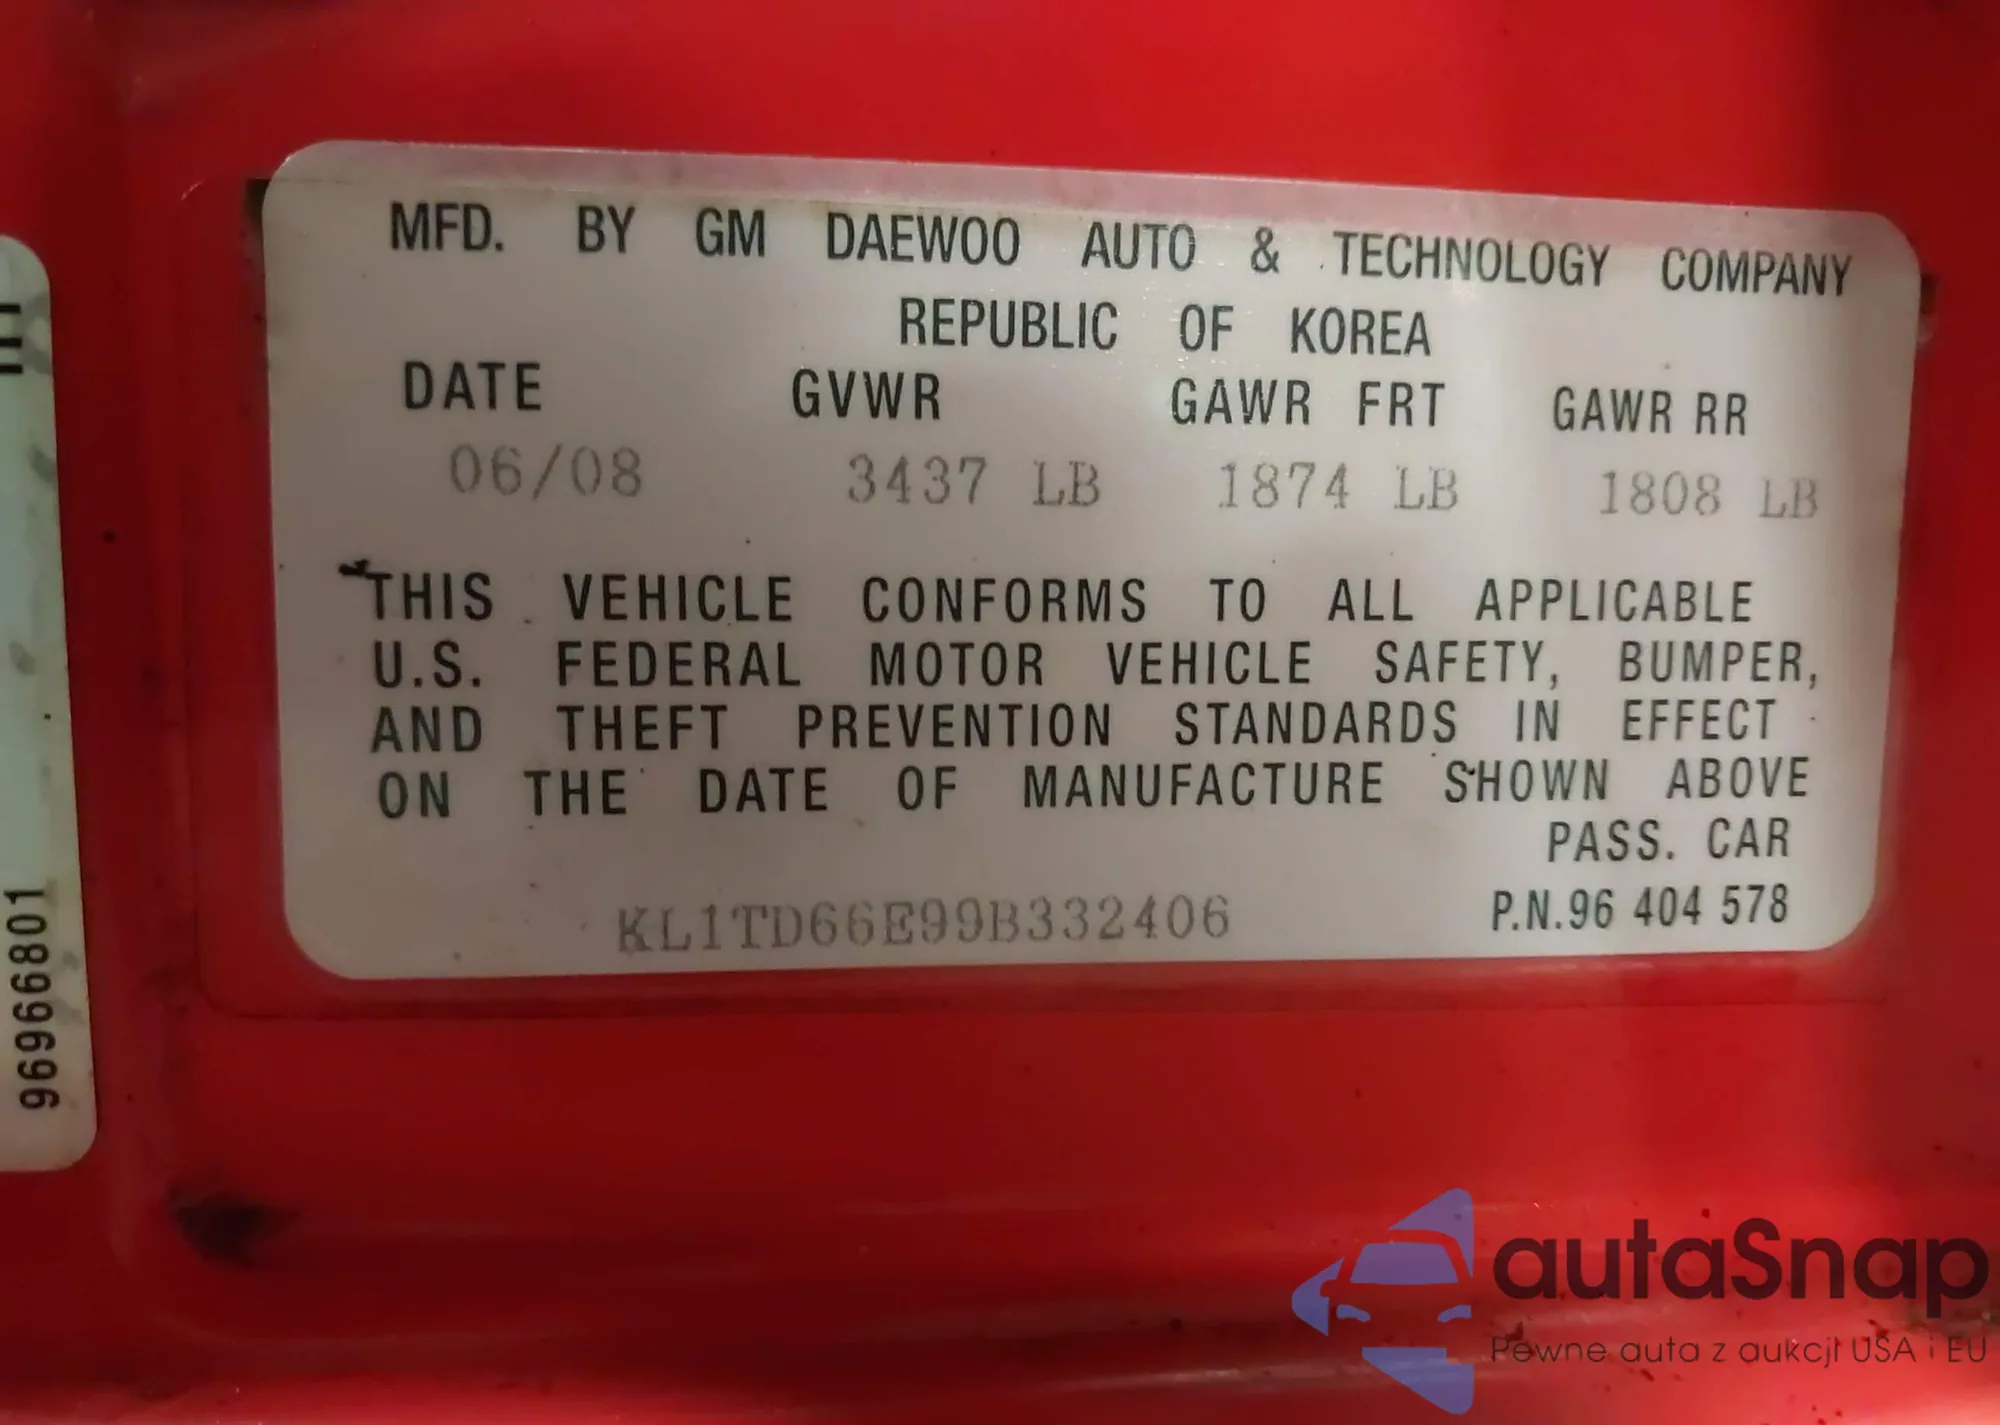 MFD. BY GM DAEWOO AUTO & TECHNOLOGY COMPANY
REPUBLIC OF KOREA
DATE GVWR GAWR FRT GAWR RR
06/08 3437 LB 1874 LB 1808 LB
THIS VEHICLE CONFORMS TO ALL APPLICABLE
U.S. FEDERAL MOTOR VEHICLE SAFETY, BUMPER,
AND THEFT PREVENTION STANDARDS IN EFFECT
ON THE DATE OF MANUFACTURE SHOWN ABOVE
PASS. CAR
KL1TD66E99B332406 P.N.96 404 578
96966801
autaSnap
Pewne auta z aukcji USA i EU